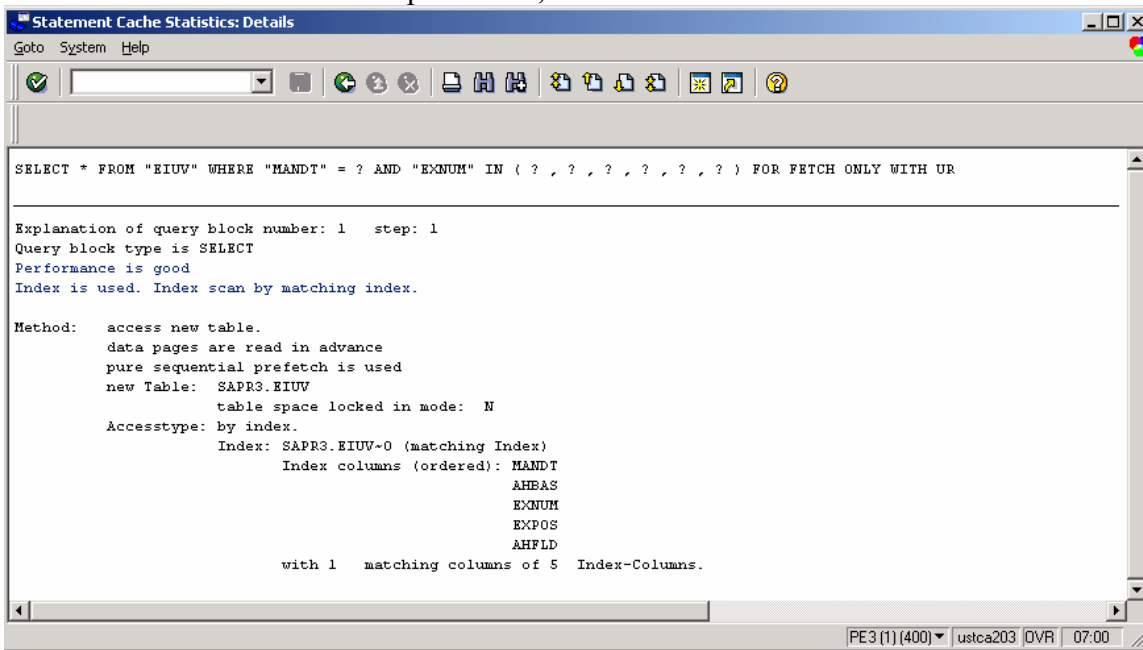 Statement Cache Statistics: Details
Goto System Help
SELECT * FROM "EIUV" WHERE "MANDT" = ? AND "EXNUM" IN ( ? , ? , ? , ? , ? , ? ) FOR FETCH ONLY WITH UR
Explanation of query block number: 1 step: 1
Query block type is SELECT
Performance is good
Index is used. Index scan by matching index.
Method: access new table.
data pages are read in advance
pure sequential prefetch is used
new Table: SAPR3.EIUV
table space locked in mode: N
Accesstype: by index.
Index: SAPR3.EIUV~0 (matching Index)
Index columns (ordered): MANDT
AHBAS
EXNUM
EXPOS
AHFLD
with 1 matching columns of 5 Index-Columns.
PE3 (1) (400) ustca203 OVR 07:00